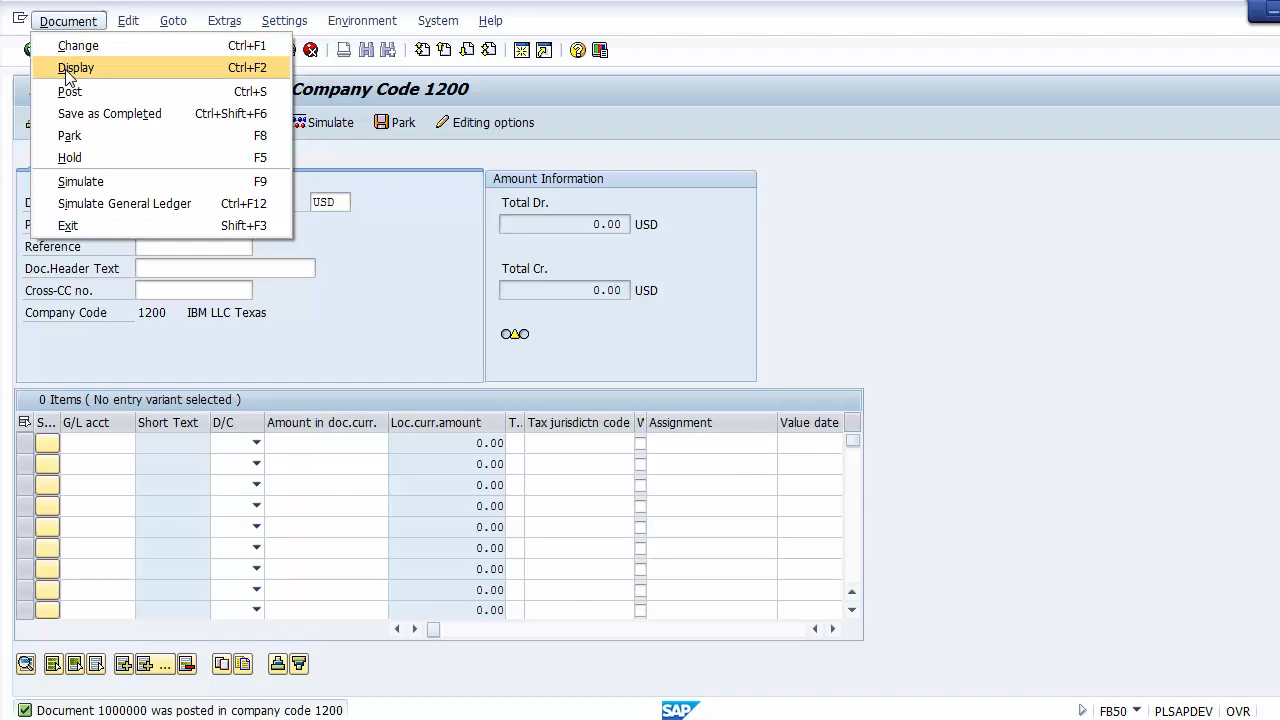 Document Edit Goto Extras Settings Environment System Help
Change Ctrl+F1
Display Ctrl+F2
Post Ctrl+S
Save as Completed Ctrl+Shift+F6
Park F8
Hold F5
Simulate F9
Simulate General Ledger Ctrl+F12
Exit Shift+F3
Company Code 1200
Simulate Park Editing options
Amount Information
D USD Total Dr.
P 0.00 USD
Reference
Doc.Header Text Total Cr.
Cross-CC no. 0.00 USD
Company Code 1200 IBM LLC Texas
0 Items ( No entry variant selected )
S... G/L acct Short Text D/C Amount in doc.curr. Loc.curr.amount T.. Tax jurisdictn code V Assignment Value date
0.00
0.00
0.00
0.00
0.00
0.00
0.00
0.00
0.00
...
Document 1000000 was posted in company code 1200 SAP FB50 PLSAPDEV OVR